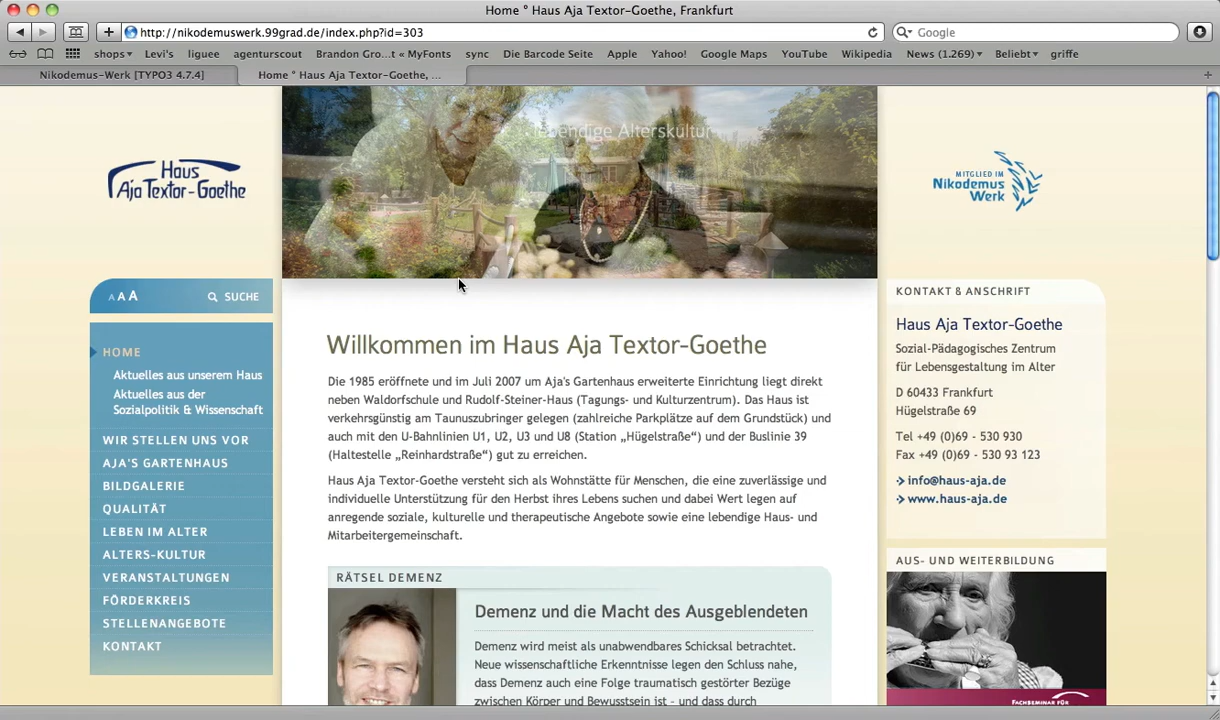 Home ° Haus Aja Textor-Goethe, Frankfurt
http://nikodemuswerk.99grad.de/index.php?id=303
Google
shops Levi's liguee agenturscout Brandon Gro…t « MyFonts sync Die Barcode Seite Apple Yahoo! Google Maps YouTube Wikipedia News (1.269) Beliebt griffe
Nikodemus-Werk [TYPO3 4.7.4]
Home ° Haus Aja Textor-Goethe, ...
lebendige Alterskultur
Haus
Aja Textor-Goethe
MITGLIED IM
Nikodemus
Werk
A A A SUCHE
HOME
Aktuelles aus unserem Haus
Aktuelles aus der
Sozialpolitik & Wissenschaft
WIR STELLEN UNS VOR
AJA'S GARTENHAUS
BILDGALERIE
QUALITÄT
LEBEN IM ALTER
ALTERS-KULTUR
VERANSTALTUNGEN
FÖRDERKREIS
STELLENANGEBOTE
KONTAKT
Willkommen im Haus Aja Textor-Goethe
Die 1985 eröffnete und im Juli 2007 um Aja's Gartenhaus erweiterte Einrichtung liegt direkt
neben Waldorfschule und Rudolf-Steiner-Haus (Tagungs- und Kulturzentrum). Das Haus ist
verkehrsgünstig am Taunuszubringer gelegen (zahlreiche Parkplätze auf dem Grundstück) und
auch mit den U-Bahnlinien U1, U2, U3 und U8 (Station „Hügelstraße“) und der Buslinie 39
(Haltestelle „Reinhardstraße“) gut zu erreichen.
Haus Aja Textor-Goethe versteht sich als Wohnstätte für Menschen, die eine zuverlässige und
individuelle Unterstützung für den Herbst ihres Lebens suchen und dabei Wert legen auf
anregende soziale, kulturelle und therapeutische Angebote sowie eine lebendige Haus- und
Mitarbeitergemeinschaft.
RÄTSEL DEMENZ
Demenz und die Macht des Ausgeblendeten
Demenz wird meist als unabwendbares Schicksal betrachtet.
Neue wissenschaftliche Erkenntnisse legen den Schluss nahe,
dass Demenz auch eine Folge traumatisch gestörter Bezüge
zwischen Körper und Bewusstsein ist – und dass durch
KONTAKT & ANSCHRIFT
Haus Aja Textor-Goethe
Sozial-Pädagogisches Zentrum
für Lebensgestaltung im Alter
D 60433 Frankfurt
Hügelstraße 69
Tel +49 (0)69 - 530 930
Fax +49 (0)69 - 530 93 123
info@haus-aja.de
www.haus-aja.de
AUS- UND WEITERBILDUNG
FACHSEMINAR FÜR